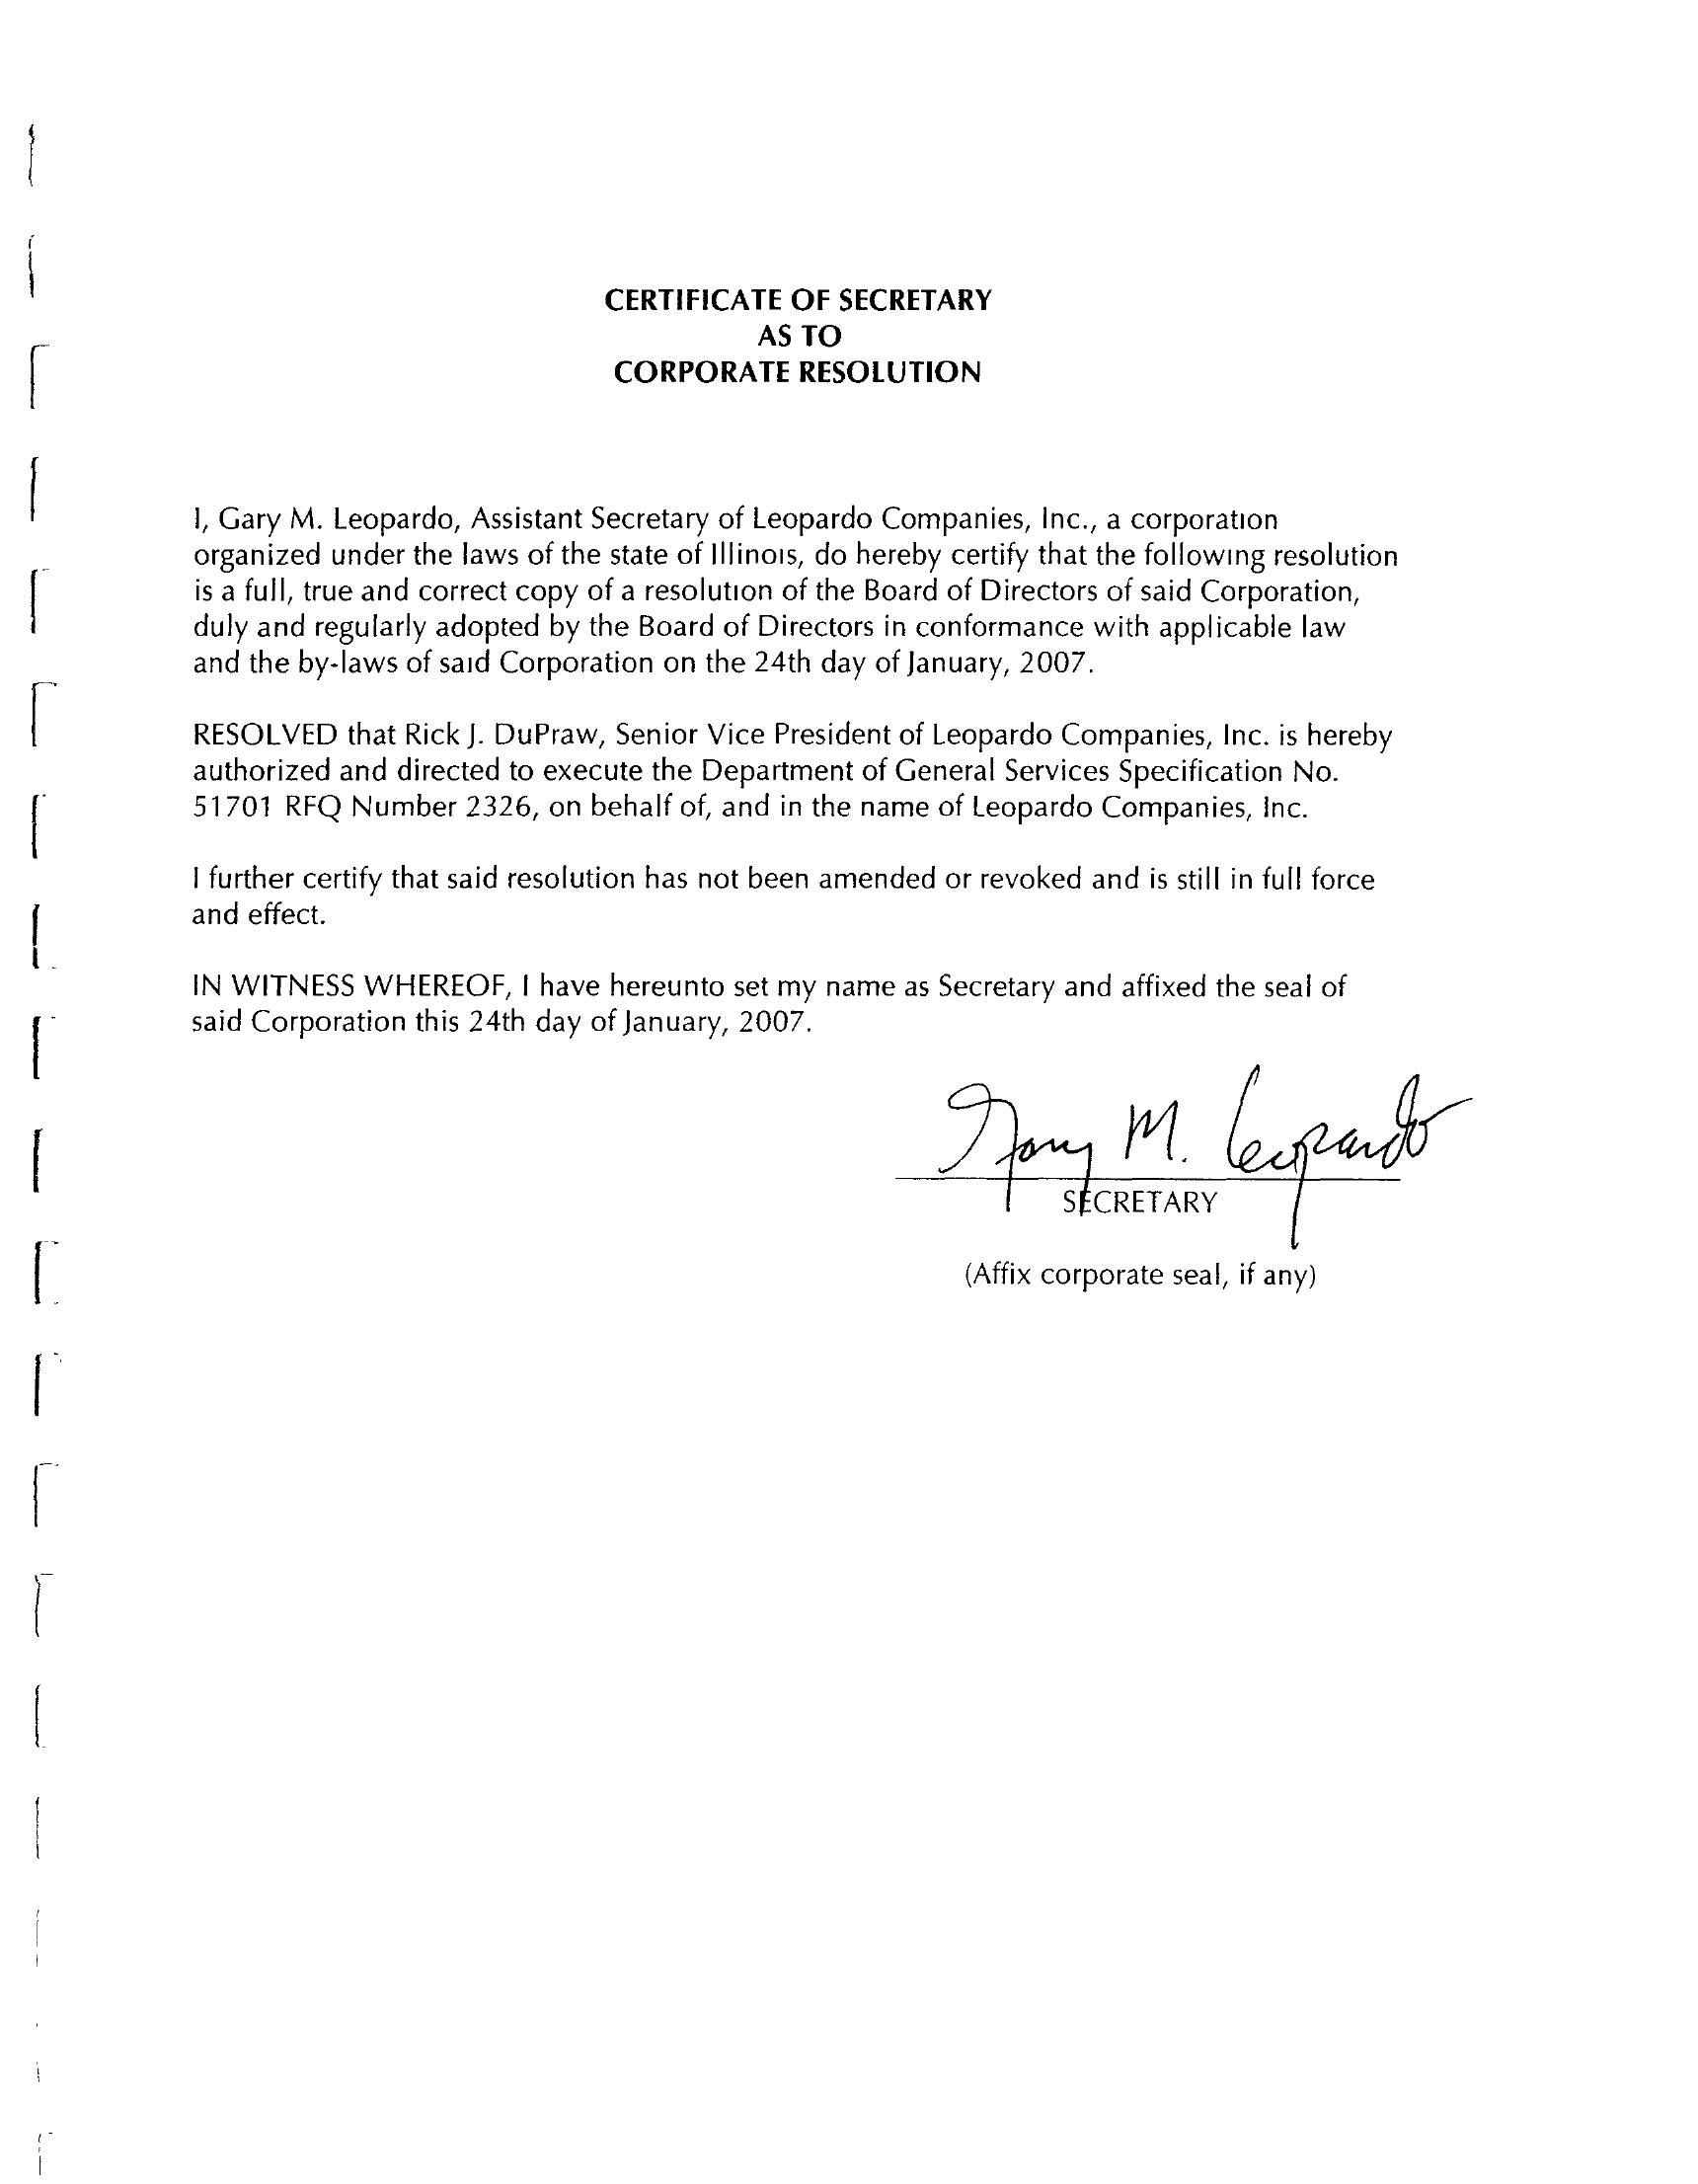 CERTIFICATE OF SECRETARY
AS TO
CORPORATE RESOLUTION
I, Gary M. Leopardo, Assistant Secretary of Leopardo Companies, Inc., a corporation
organized under the laws of the state of Illinois, do hereby certify that the following resolution
is a full, true and correct copy of a resolution of the Board of Directors of said Corporation,
duly and regularly adopted by the Board of Directors in conformance with applicable law
and the by-laws of said Corporation on the 24th day of January, 2007.
RESOLVED that Rick J. DuPraw, Senior Vice President of Leopardo Companies, Inc. is hereby
authorized and directed to execute the Department of General Services Specification No.
51701 RFQ Number 2326, on behalf of, and in the name of Leopardo Companies, Inc.
I further certify that said resolution has not been amended or revoked and is still in full force
and effect.
IN WITNESS WHEREOF, I have hereunto set my name as Secretary and affixed the seal of
said Corporation this 24th day of January, 2007.
Gary M. Leopardo
SECRETARY
(Affix corporate seal, if any)